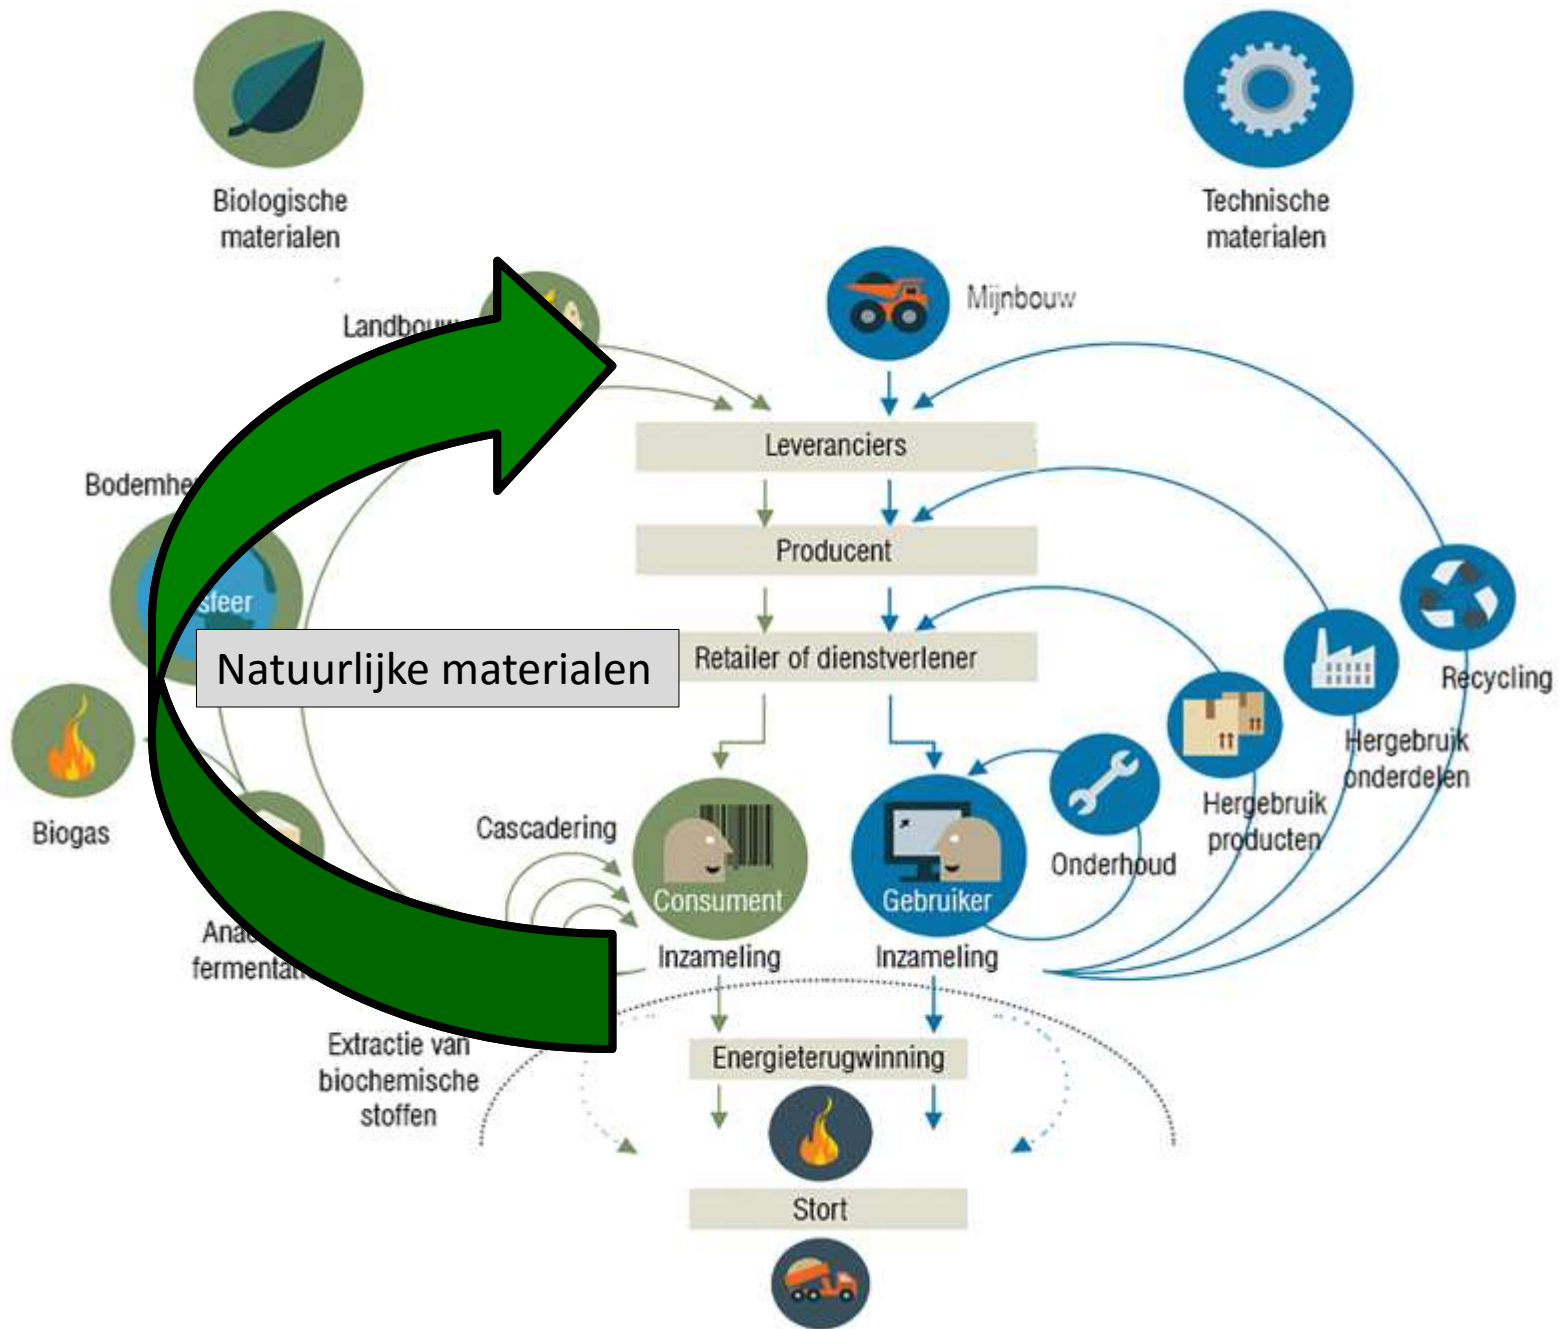 Biologische
materialen
Technische
materialen
Mijnbouw
Leveranciers
Producent
sfeer
Natuurlijke materialen
Retailer of dienstverlener
Recycling
Hergebruik
onderdelen
Hergebruik
producten
Biogas
Cascadering
Onderhoud
Consument
Gebruiker
Inzameling
Inzameling
Extractie van
biochemische
stoffen
Energieterugwinning
Stort